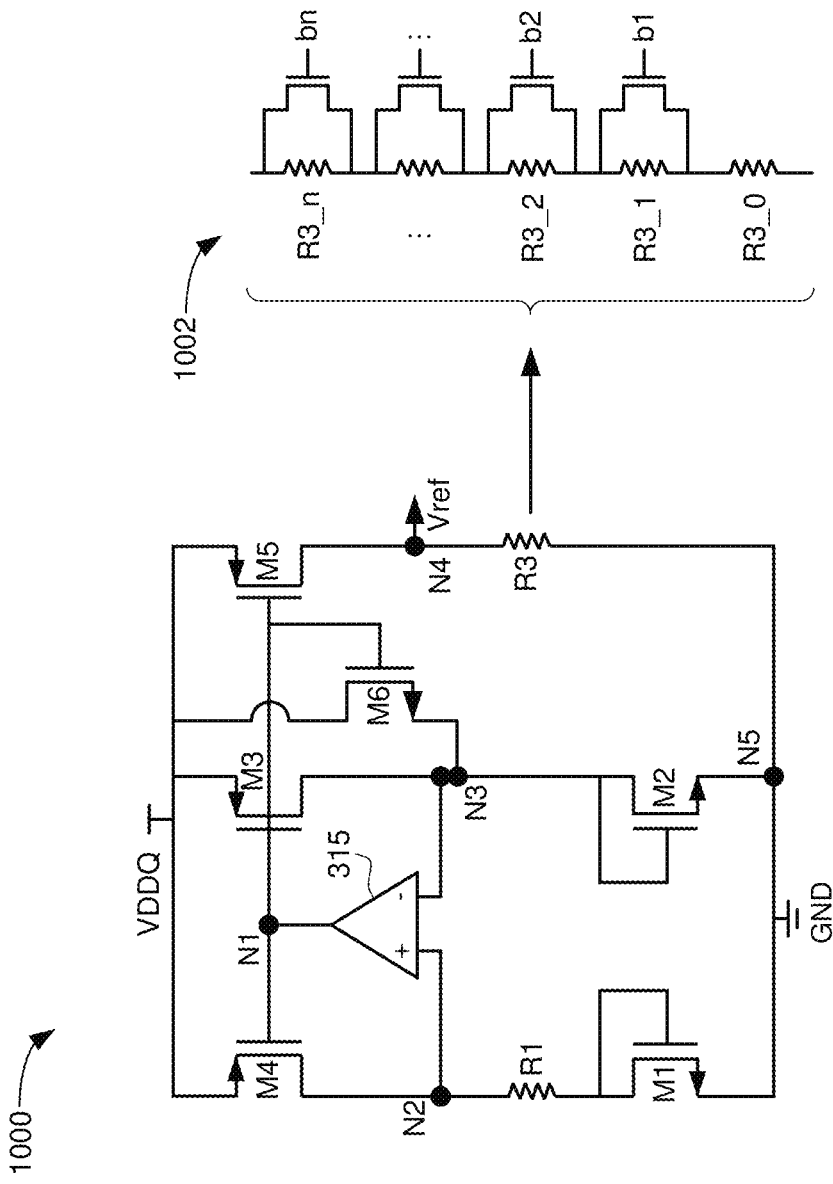 1000
VDDQ
M4
N1
M3
M5
315
+
-
M6
N2
N3
N4
Vref
R1
R3
M1
M2
N5
GND
1002
R3_n
bn
...
...
R3_2
b2
R3_1
b1
R3_0